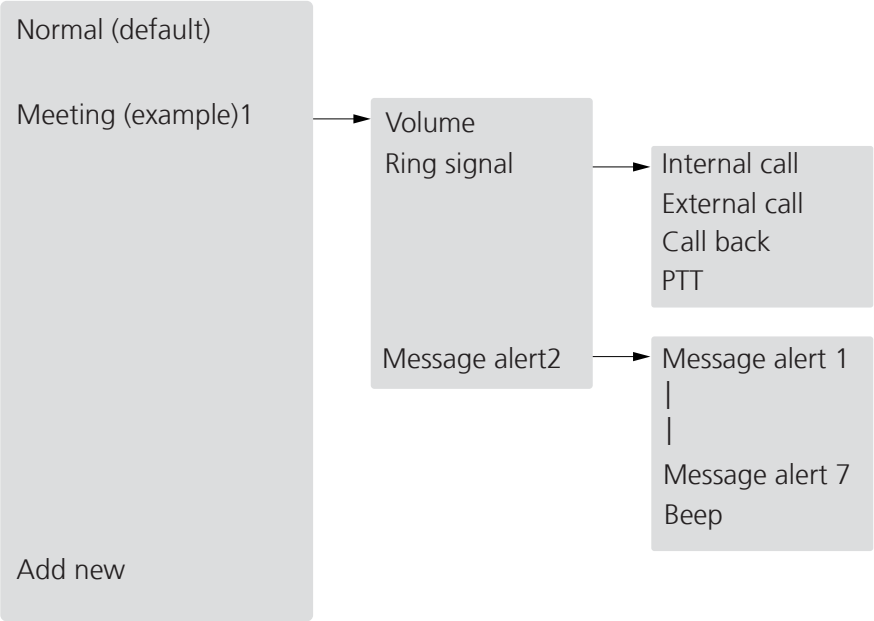 Normal (default)
Meeting (example)1
Add new
Volume
Ring signal
Message alert2
Internal call
External call
Call back
PTT
Message alert 1
|
|
Message alert 7
Beep